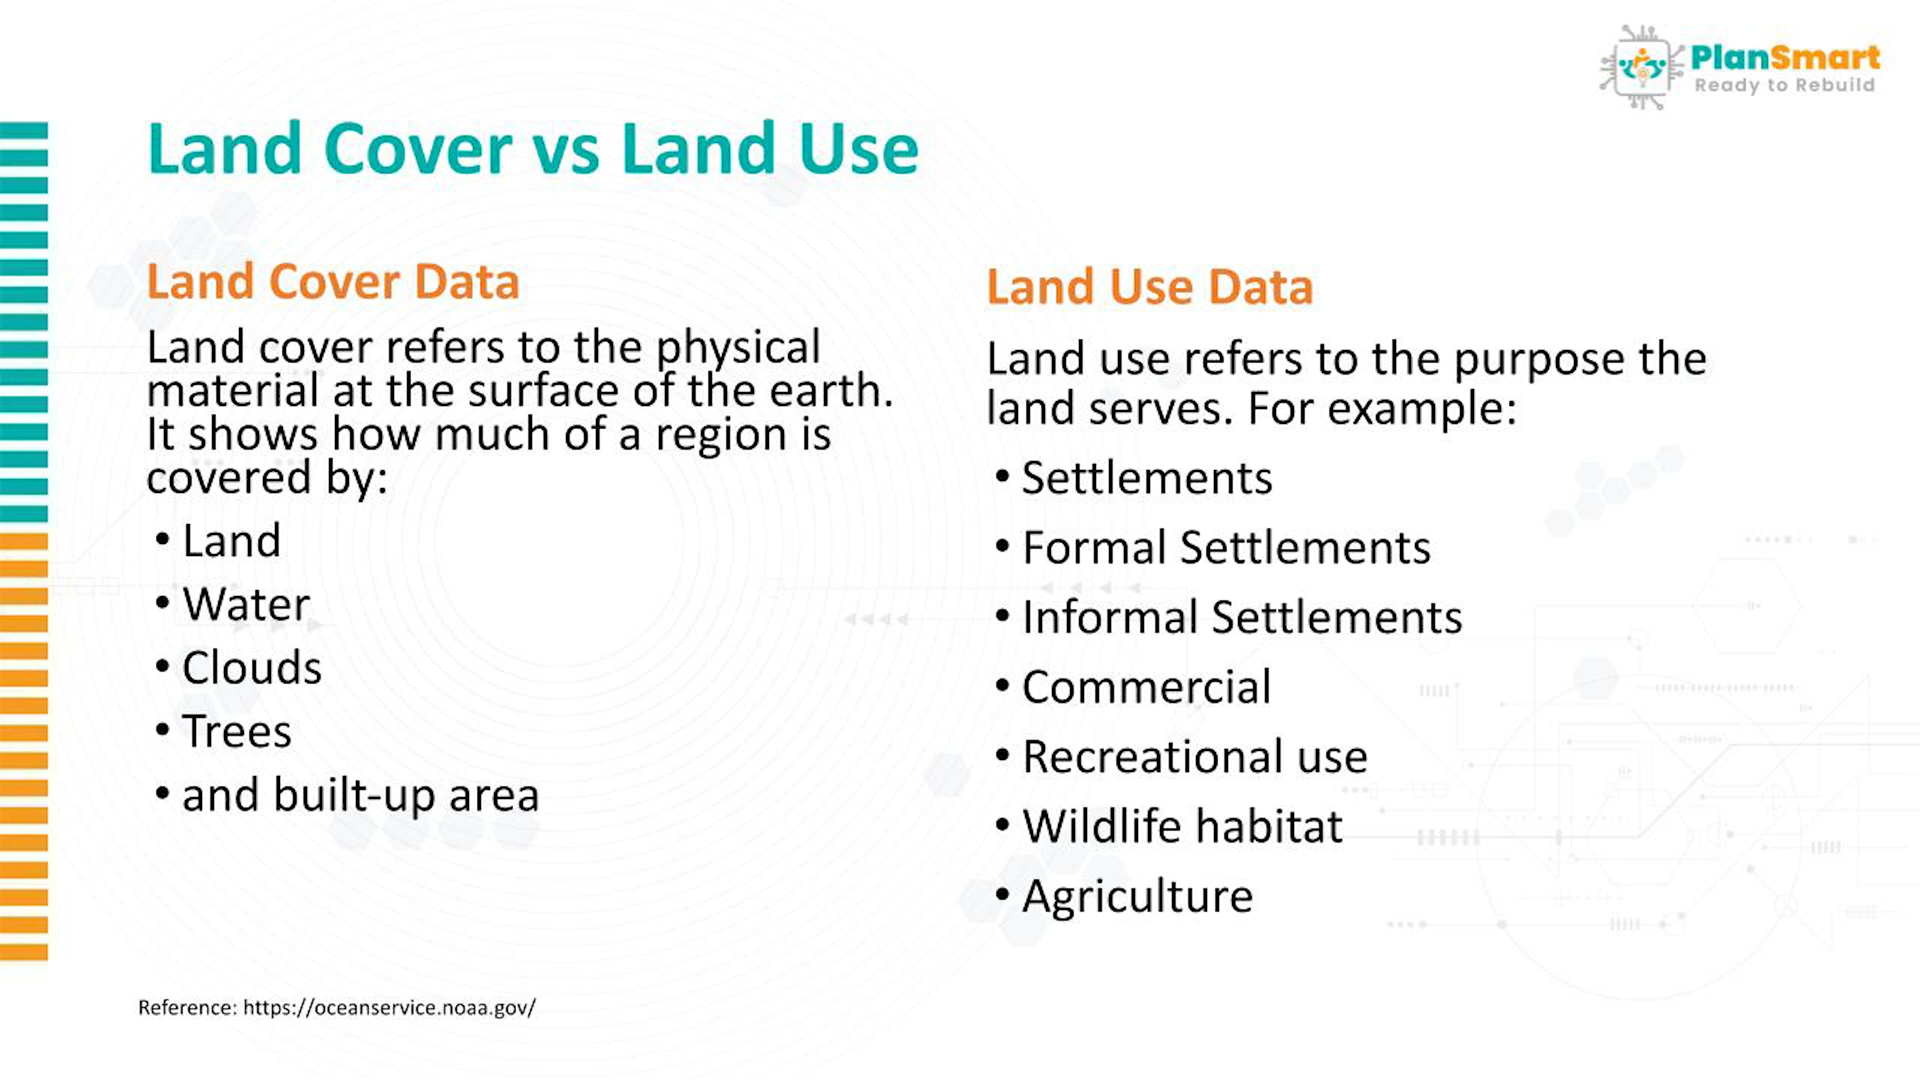 PlanSmart
Ready to Rebuild
Land Cover vs Land Use
Land Cover Data
Land cover refers to the physical
material at the surface of the earth.
It shows how much of a region is
covered by:
• Land
• Water
• Clouds
• Trees
• and built-up area
Land Use Data
Land use refers to the purpose the
land serves. For example:
• Settlements
• Formal Settlements
• Informal Settlements
• Commercial
• Recreational use
• Wildlife habitat
• Agriculture
Reference: https://oceanservice.noaa.gov/